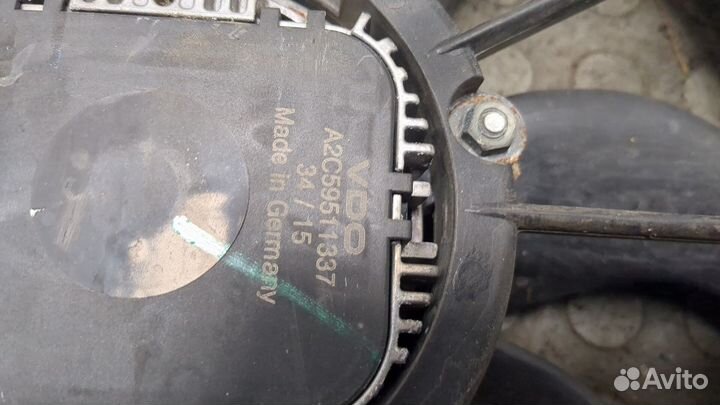 VDO
A2C59511337
34 / 15
Made in Germany
Avito